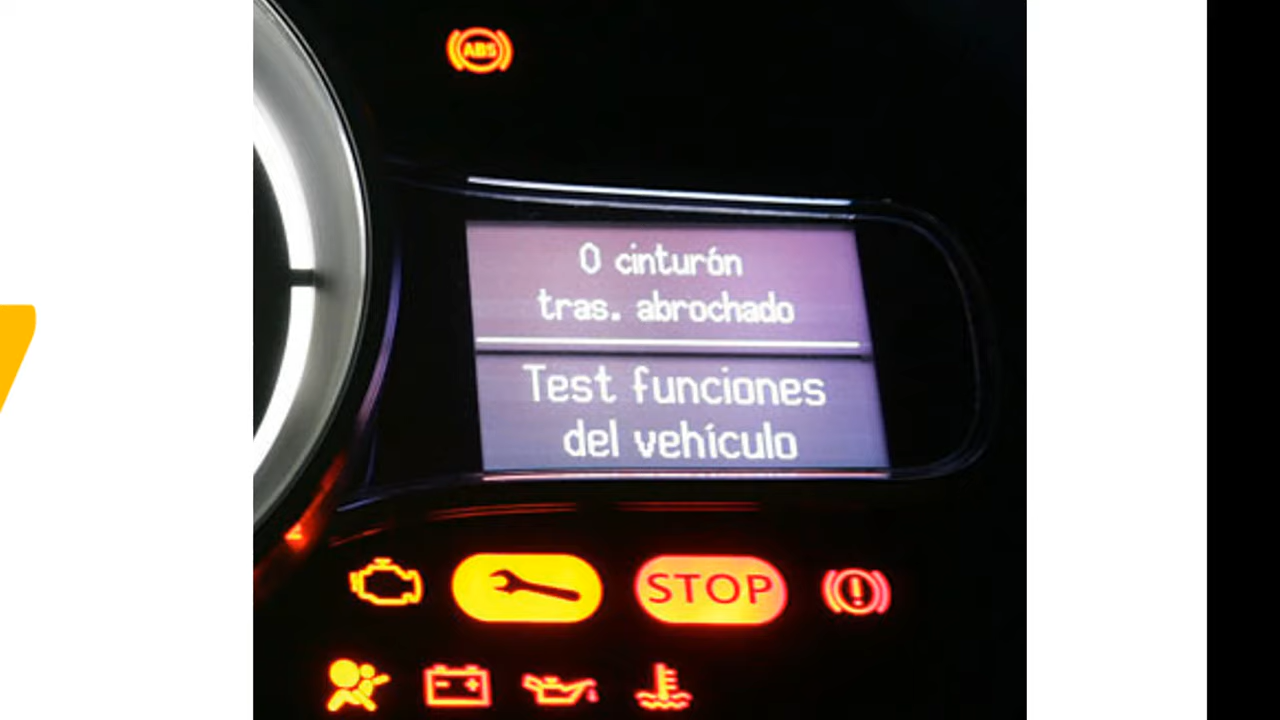 ABS
0 cinturón
tras. abrochado
Test funciones
del vehículo
STOP